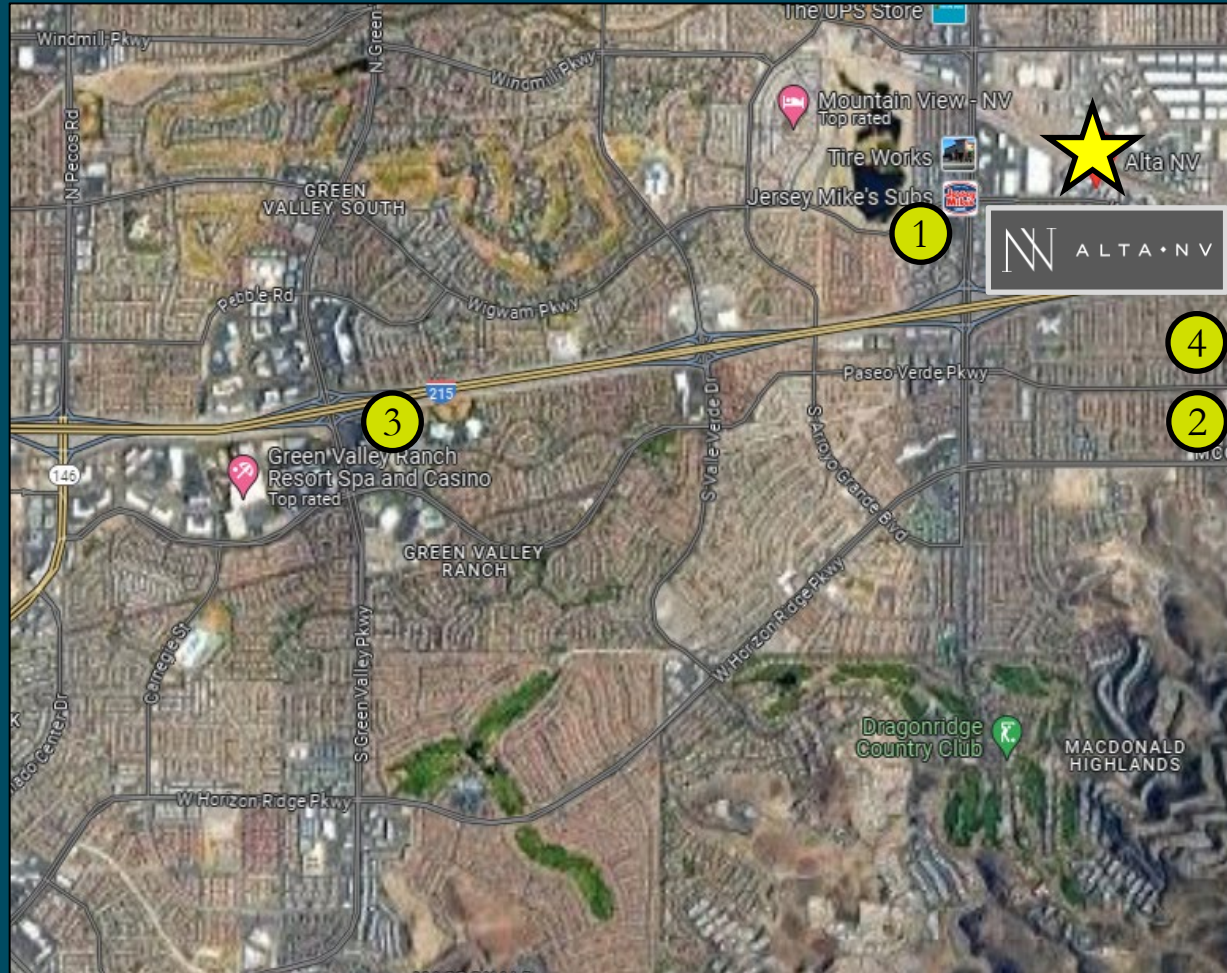 The UPS Store
Windmill Pkwy
N Green
Windmill Pkwy
Mountain View - NV
Top rated
N Pecos Rd
Tire Works
Alta NV
GREEN
VALLEY SOUTH
Jersey Mike's Subs
1
ALTA•NV
Pebble Rd
Wigwam Pkwy
4
Paseo Verde Pkwy
215
3
2
S Valle Verde Dr
S Arroyo Grande Blvd
146
Green Valley Ranch
Resort Spa and Casino
Top rated
GREEN VALLEY
RANCH
W Horizon Ridge Pkwy
Carnegie St
S Green Valley Pkwy
Dragonridge
Country Club
MACDONALD
HIGHLANDS
W Horizon Ridge Pkwy